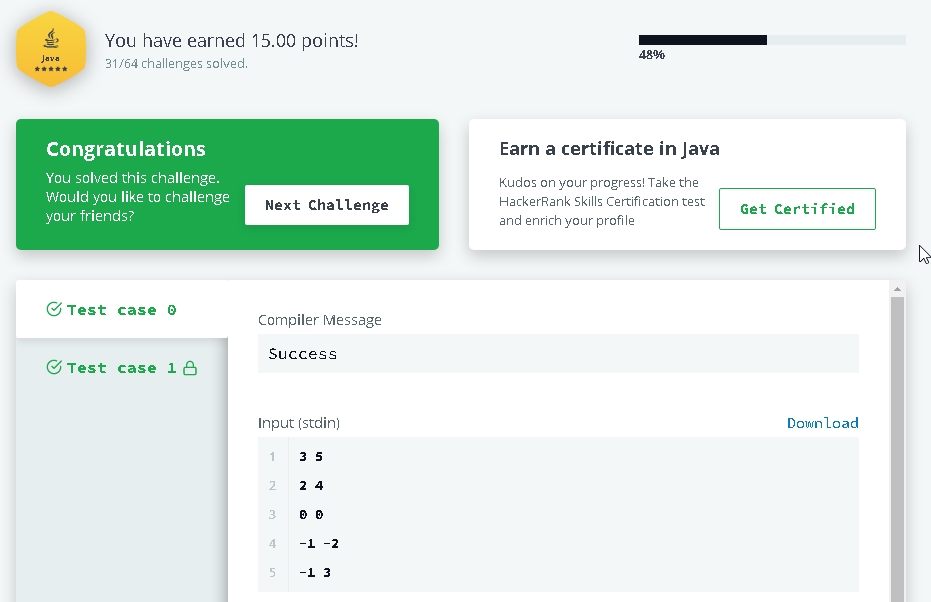 Java
You have earned 15.00 points!
31/64 challenges solved.
48%
Congratulations
You solved this challenge.
Would you like to challenge
your friends?
Next Challenge
Earn a certificate in Java
Kudos on your progress! Take the
HackerRank Skills Certification test
and enrich your profile
Get Certified
Test case 0
Test case 1
Compiler Message
Success
Input (stdin)
Download
1 3 5
2 2 4
3 0 0
4 -1 -2
5 -1 3